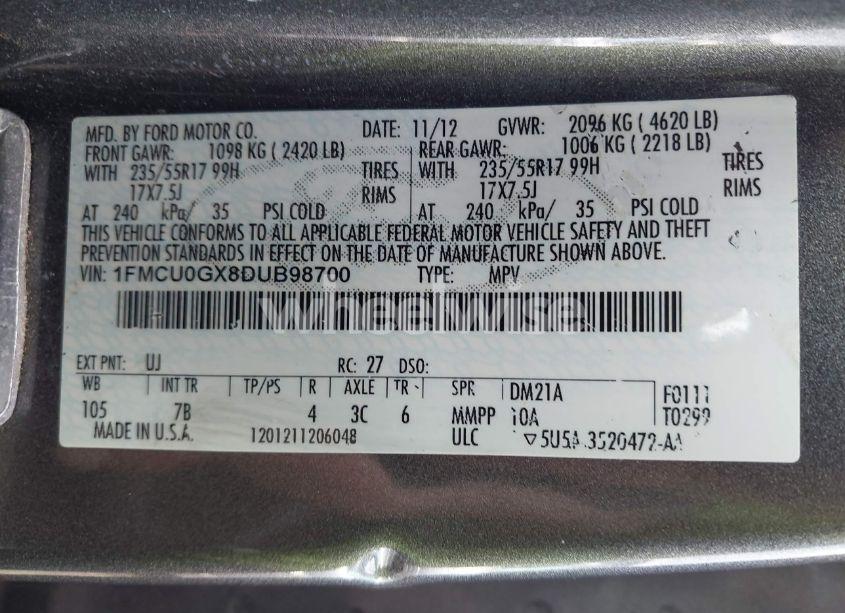 MFD. BY FORD MOTOR CO. DATE: 11/12 GVWR: 2096 KG ( 4620 LB)
FRONT GAWR: 1098 KG ( 2420 LB) REAR GAWR: 1006 KG ( 2218 LB)
WITH 235/55R17 99H TIRES WITH 235/55R17 99H TIRES
17X7.5J RIMS 17X7.5J RIMS
AT 240 kPa/ 35 PSI COLD AT 240 kPa/ 35 PSI COLD
THIS VEHICLE CONFORMS TO ALL APPLICABLE FEDERAL MOTOR VEHICLE SAFETY AND THEFT
PREVENTION STANDARDS IN EFFECT ON THE DATE OF MANUFACTURE SHOWN ABOVE.
VIN: 1FMCU0GX8DUB98700 TYPE: MPV
WheelWise
EXT PNT: UJ RC: 27 DSO:
WB INT TR TP/PS R AXLE TR SPR DM21A F0111
105 7B 4 3C 6 MMPP 10A T0299
MADE IN U.S.A. 1201211206048 ULC ▽5U5A-3520472-AA